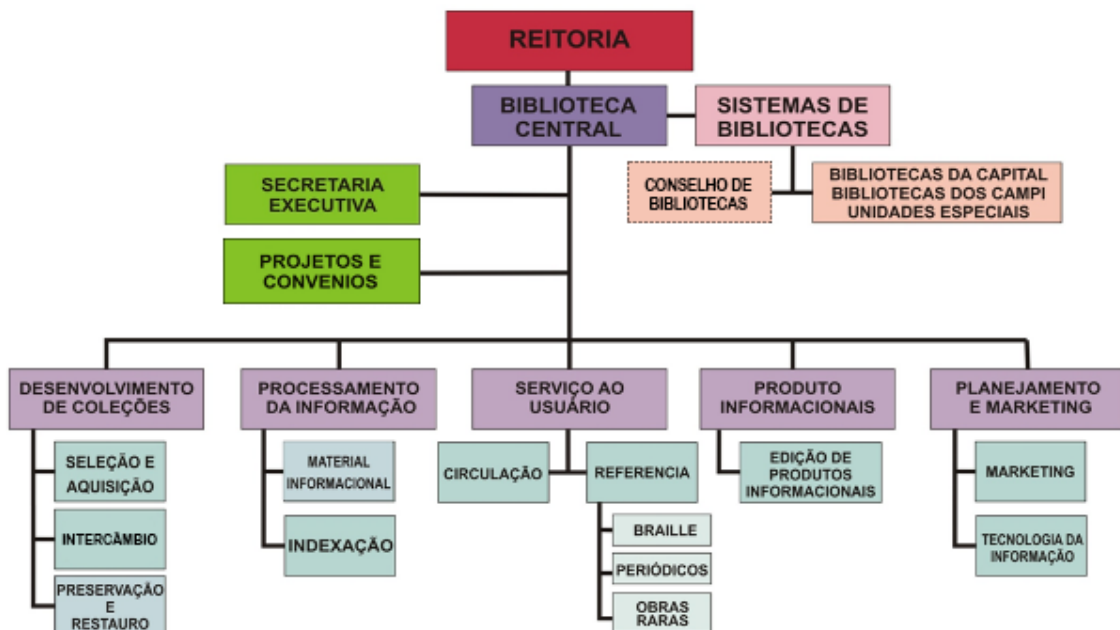 REITORIA
BIBLIOTECA
CENTRAL
SISTEMAS DE
BIBLIOTECAS
SECRETARIA
EXECUTIVA
CONSELHO DE
BIBLIOTECAS
BIBLIOTECAS DA CAPITAL
BIBLIOTECAS DOS CAMPI
UNIDADES ESPECIAIS
PROJETOS E
CONVENIOS
DESENVOLVIMENTO
DE COLEÇÕES
PROCESSAMENTO
DA INFORMAÇÃO
SERVIÇO AO
USUÁRIO
PRODUTO
INFORMACIONAIS
PLANEJAMENTO
E MARKETING
SELEÇÃO E
AQUISIÇÃO
INTERCÂMBIO
PRESERVAÇÃO
E
RESTAURO
MATERIAL
INFORMACIONAL
INDEXAÇÃO
CIRCULAÇÃO
REFERENCIA
BRAILLE
PERIÓDICOS
OBRAS
RARAS
EDIÇÃO DE
PRODUTOS
INFORMACIONAIS
MARKETING
TECNOLOGIA DA
INFORMAÇÃO